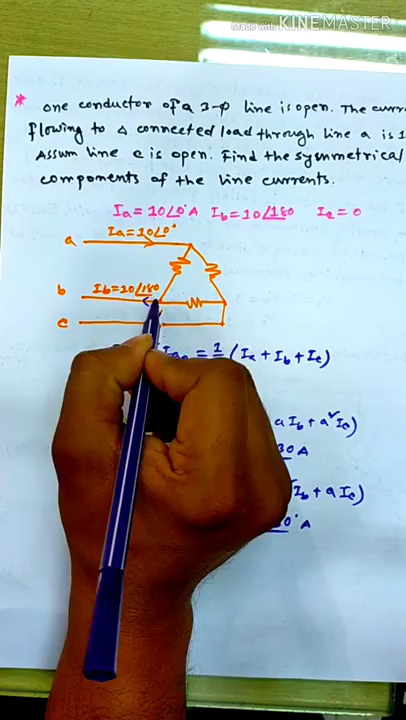 Made with KINEMASTER
* one conductor of a 3-φ line is open. The curr
flowing to Δ connected load through line a is 1
Assum line c is open. Find the symmetrical
components of the line currents.
Ia = 10∠0° A Ib = 10∠180 Ic = 0
Ia = 10∠0°
a
Ib = 10∠180
b
c
= 1/3 (Ia + Ib + Ic)
a Ib + a² Ic)
30 A
Ib + a Ic)
0° A